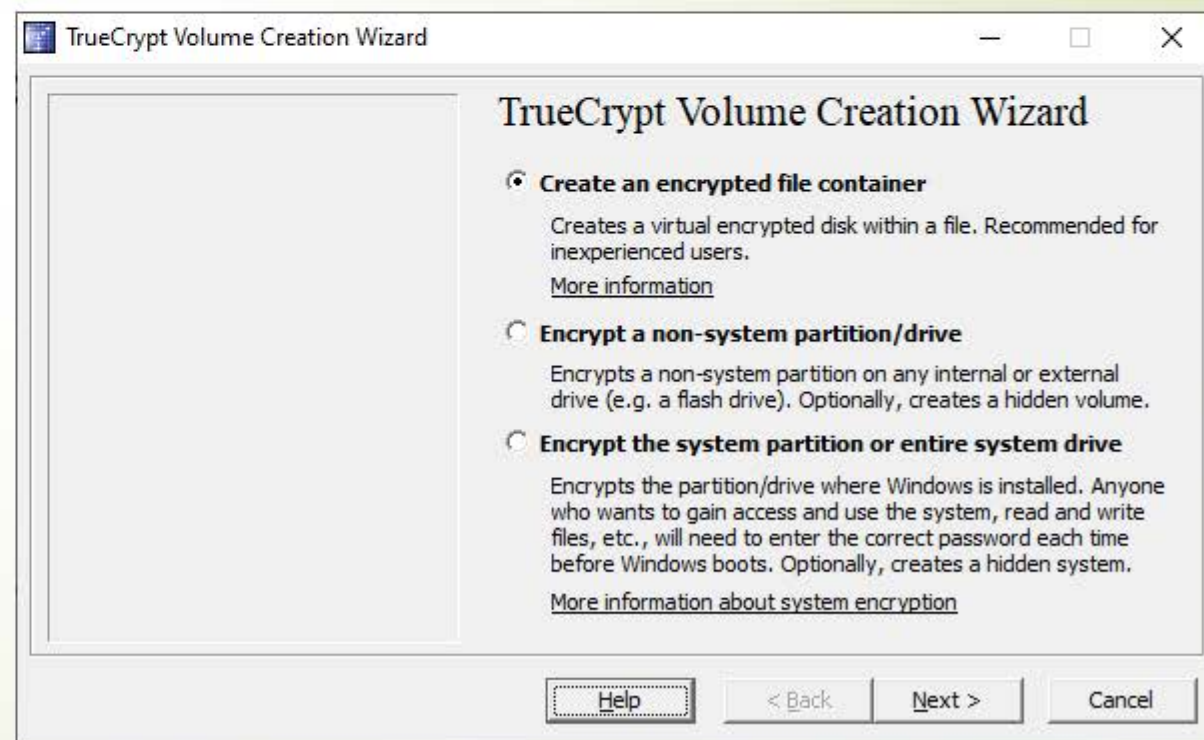 TrueCrypt Volume Creation Wizard
TrueCrypt Volume Creation Wizard
Create an encrypted file container
Creates a virtual encrypted disk within a file. Recommended for
inexperienced users.
More information
Encrypt a non-system partition/drive
Encrypts a non-system partition on any internal or external
drive (e.g. a flash drive). Optionally, creates a hidden volume.
Encrypt the system partition or entire system drive
Encrypts the partition/drive where Windows is installed. Anyone
who wants to gain access and use the system, read and write
files, etc., will need to enter the correct password each time
before Windows boots. Optionally, creates a hidden system.
More information about system encryption
Help < Back Next > Cancel